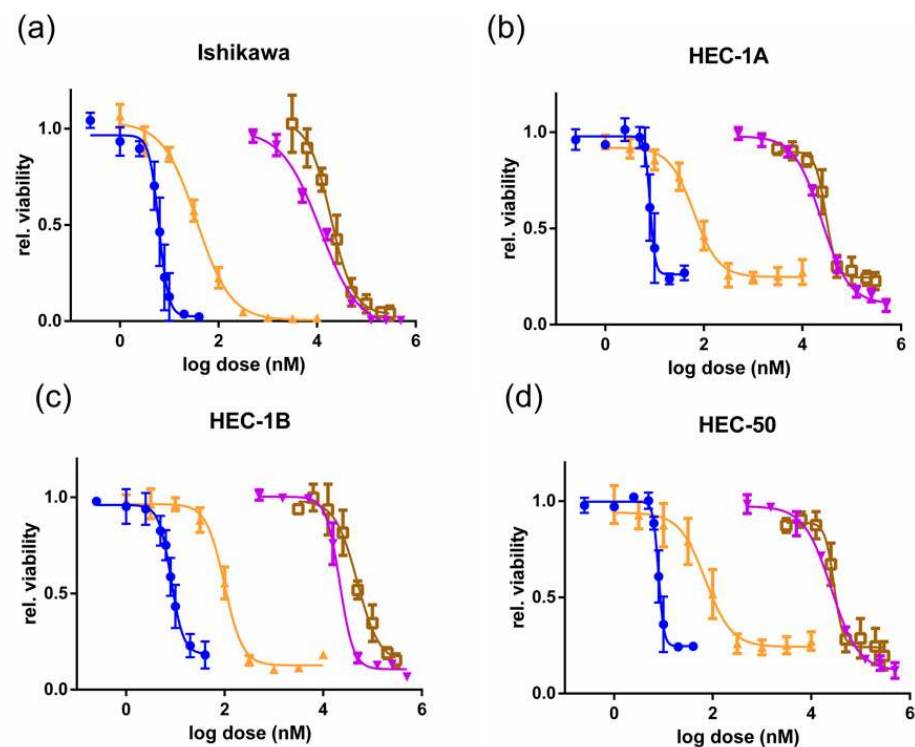 (a)
Ishikawa
rel. viability
1.0
0.5
0.0
0 2 4 6
log dose (nM)
(b)
HEC-1A
rel. viability
1.0
0.5
0.0
0 2 4 6
log dose (nM)
(c)
HEC-1B
rel. viability
1.0
0.5
0.0
0 2 4 6
log dose (nM)
(d)
HEC-50
rel. viability
1.0
0.5
0.0
0 2 4 6
log dose (nM)